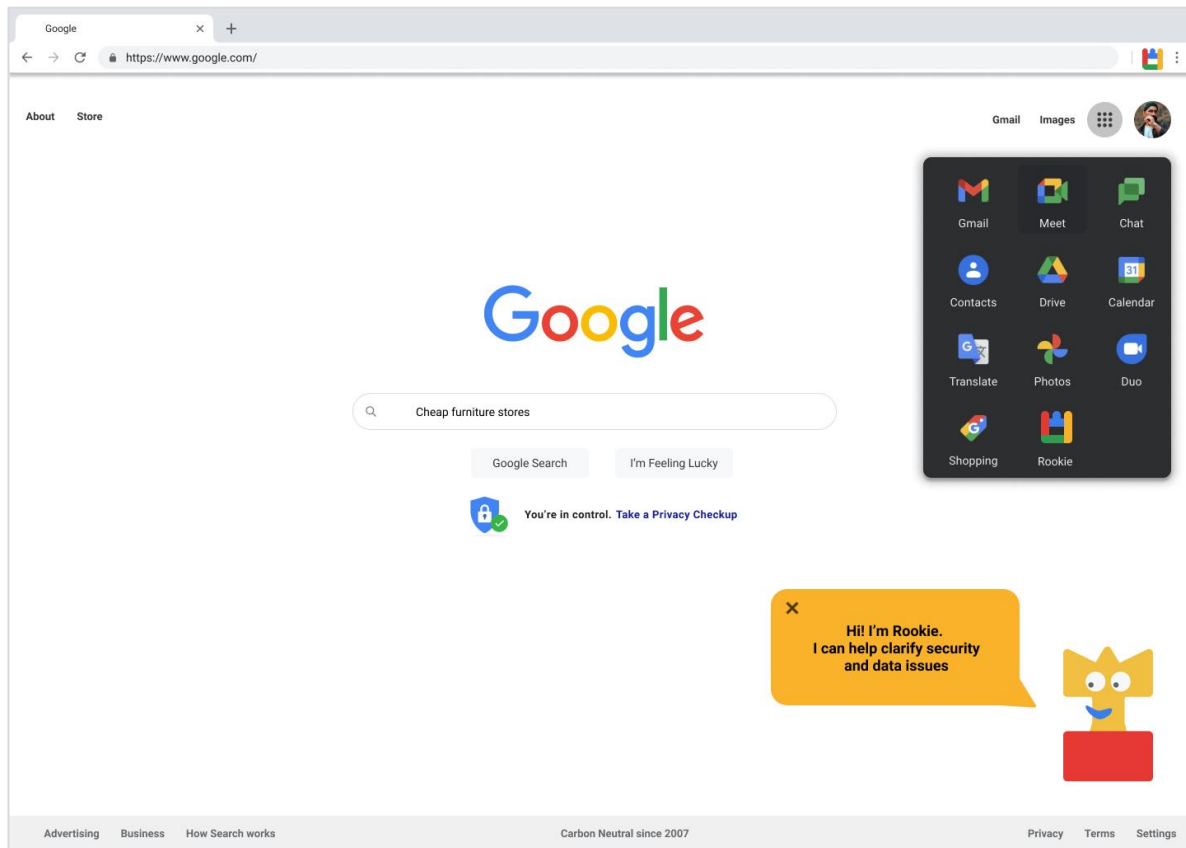 Google
https://www.google.com/
About Store
Gmail Images
Gmail Meet Chat
31
Contacts Drive Calendar
G 文
Translate Photos Duo
G
Shopping Rookie
Google
Cheap furniture stores
Google Search I'm Feeling Lucky
You're in control. Take a Privacy Checkup
Hi! I'm Rookie.
I can help clarify security
and data issues
Advertising Business How Search works Carbon Neutral since 2007 Privacy Terms Settings